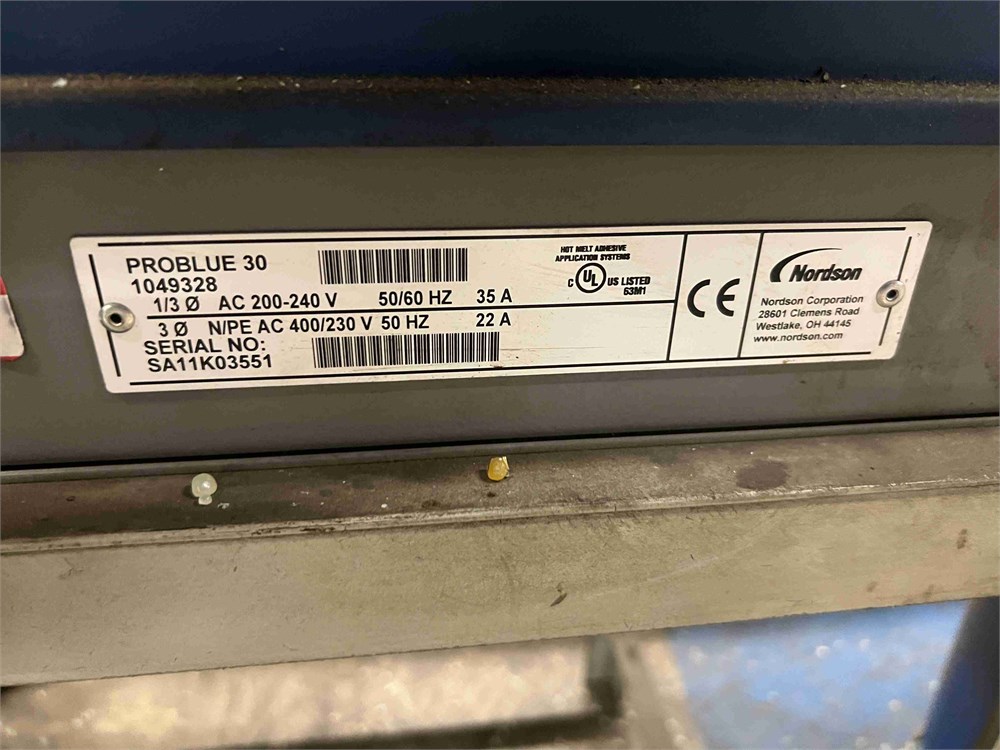 PROBLUE 30
1049328
1/3 Ø AC 200-240 V 50/60 HZ 35 A
3 Ø N/PE AC 400/230 V 50 HZ 22 A
SERIAL NO:
SA11K03551
HOT MELT ADHESIVE
APPLICATION SYSTEMS
C UL US LISTED
63M1
CE
Nordson
Nordson Corporation
28601 Clemens Road
Westlake, OH 44145
www.nordson.com